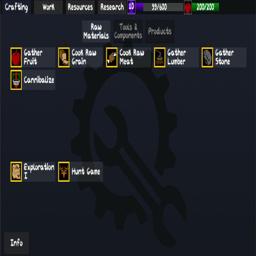 Crafting Work Resources Research 10 59/600 200/200
Raw Materials
Tools & Components
Products
Gather Fruit
Cook Raw Grain
Cook Raw Meat
Gather Lumber
Gather Stone
Cannibalize
Exploration I
Hunt Game
Info